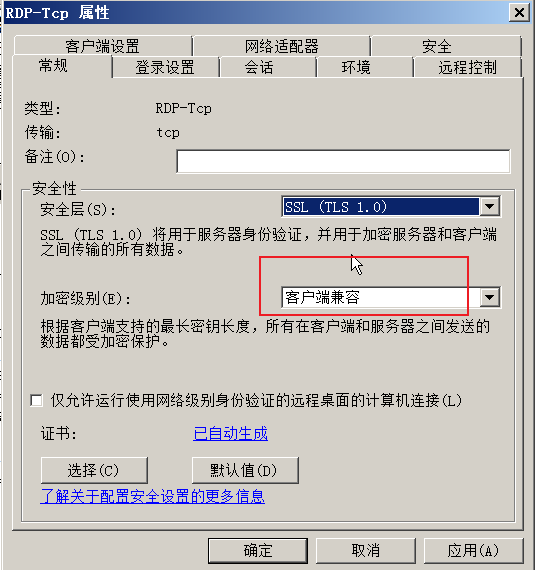 RDP-Tcp 属性
客户端设置
网络适配器
安全
常规
登录设置
会话
环境
远程控制
类型:
RDP-Tcp
传输:
tcp
备注(O):
安全性
安全层(S):
SSL (TLS 1.0)
SSL (TLS 1.0) 将用于服务器身份验证，并用于加密服务器和客户端
之间传输的所有数据。
加密级别(E):
客户端兼容
根据客户端支持的最长密钥长度，所有在客户端和服务器之间发送的
数据都受加密保护。
仅允许运行使用网络级别身份验证的远程桌面的计算机连接(L)
证书:
已自动生成
选择(C)
默认值(D)
了解关于配置安全设置的更多信息
确定
取消
应用(A)